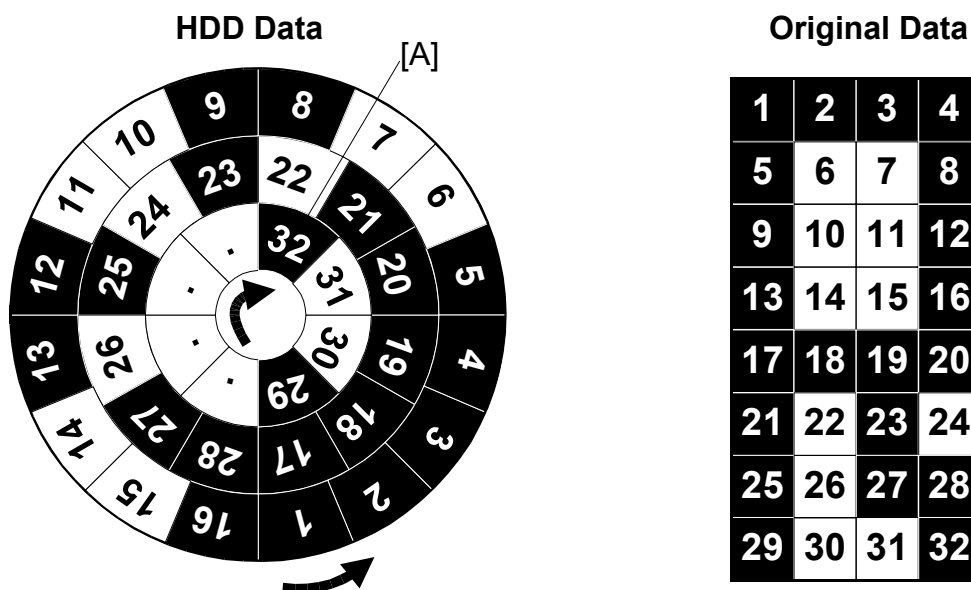 HDD Data
[A]
1 2 3 4 5 6 7 8 9 10 11 12 13 14 15 16
17 18 19 20 21 22 23 24 25 26 27 28
29 30 31 32 . . . .
Original Data
1 2 3 4
5 6 7 8
9 10 11 12
13 14 15 16
17 18 19 20
21 22 23 24
25 26 27 28
29 30 31 32